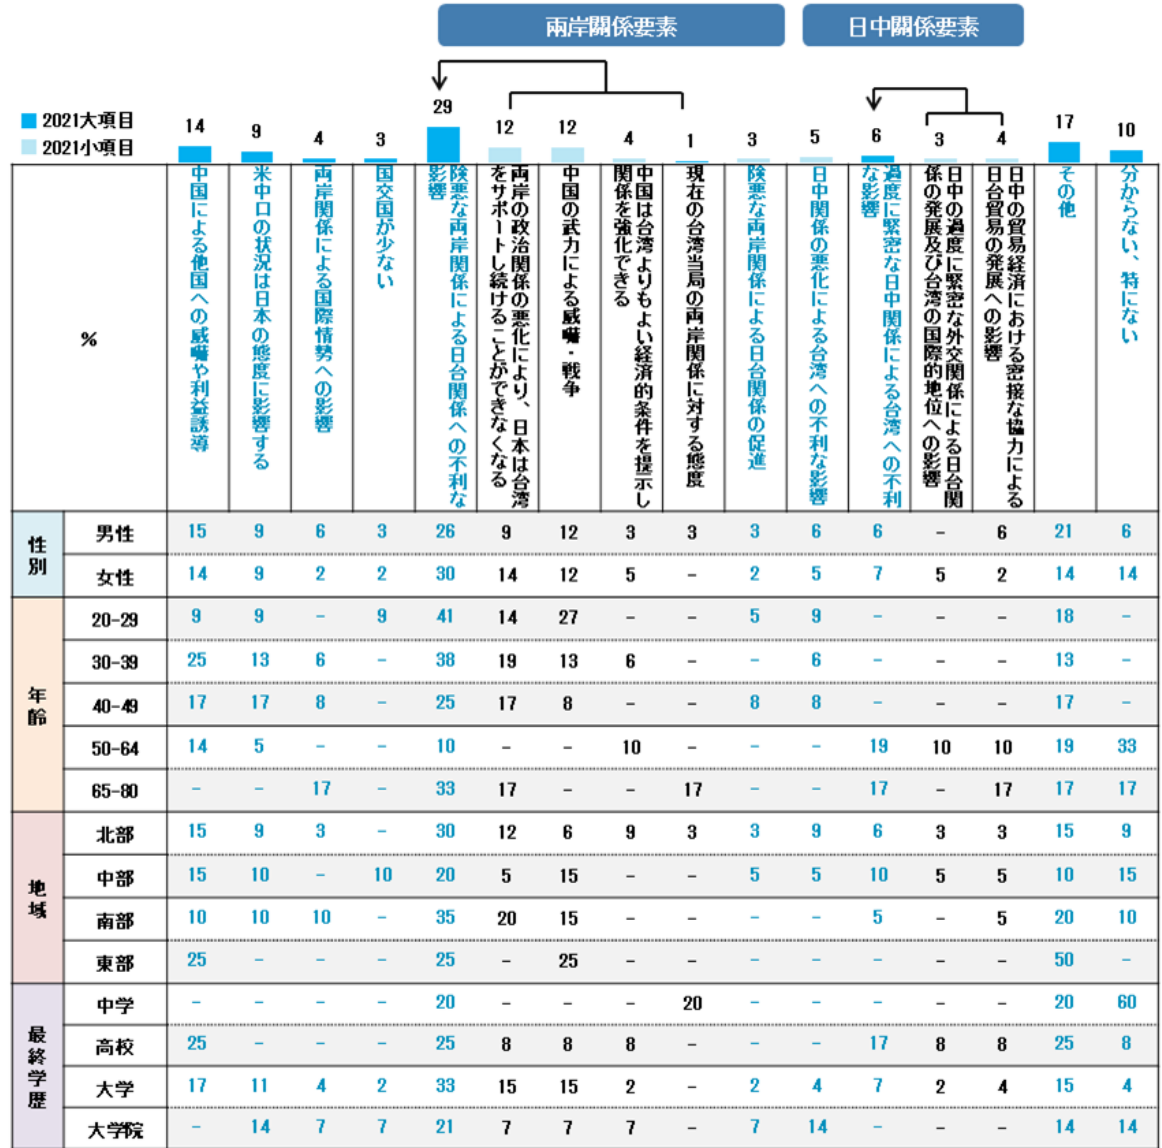 兩岸關係要素
日中關係要素
2021大項目
2021小項目
14 9 4 3 29 12 12 4 1 3 5 6 3 4 17 10
%
中国による他国への威嚇や利益誘導
米中口の状況は日本の態度に影響する
両岸関係による国際情勢への影響
国交国が少ない
険悪な両岸関係による日台関係への不利な
影響
両岸の政治関係の悪化により、日本は台湾
をサポートし続けることができなくなる
中国の武力による威嚇・戦争
中国は台湾よりもよい経済的条件を提示し
関係を強化できる
現在の台湾当局の両岸関係に対する態度
険悪な両岸関係による日台関係の促進
日中関係の悪化による台湾への不利な影響
過度に緊密な日中関係による台湾への不利
な影響
日中の過度に緊密な外交関係による日台関
係の発展及び台湾の国際的地位への影響
日中の貿易経済における密接な協力による
日台貿易の発展への影響
その他
分からない、特にない
性別
男性 15 9 6 3 26 9 12 3 3 3 6 6 – 6 21 6
女性 14 9 2 2 30 14 12 5 – 2 5 7 5 2 14 14
年齢
20-29 9 9 – 9 41 14 27 – – 5 9 – – – 18 –
30-39 25 13 6 – 38 19 13 6 – – 6 – – – 13 –
40-49 17 17 8 – 25 17 8 – – 8 8 – – – 17 –
50-64 14 5 – – 10 – – 10 – – – 19 10 10 19 33
65-80 – – 17 – 33 17 – – 17 – – 17 – 17 17 17
地域
北部 15 9 3 – 30 12 6 9 3 3 9 6 3 3 15 9
中部 15 10 – 10 20 5 15 – – 5 5 10 5 5 10 15
南部 10 10 10 – 35 20 15 – – – – 5 – 5 20 10
東部 25 – – – 25 – 25 – – – – – – – 50 –
最終学歴
中学 – – – – 20 – – – 20 – – – – – 20 60
高校 25 – – – 25 8 8 8 – – – 17 8 8 25 8
大学 17 11 4 2 33 15 15 2 – 2 4 7 2 4 15 4
大学院 – 14 7 7 21 7 7 7 – 7 14 – – – 14 14